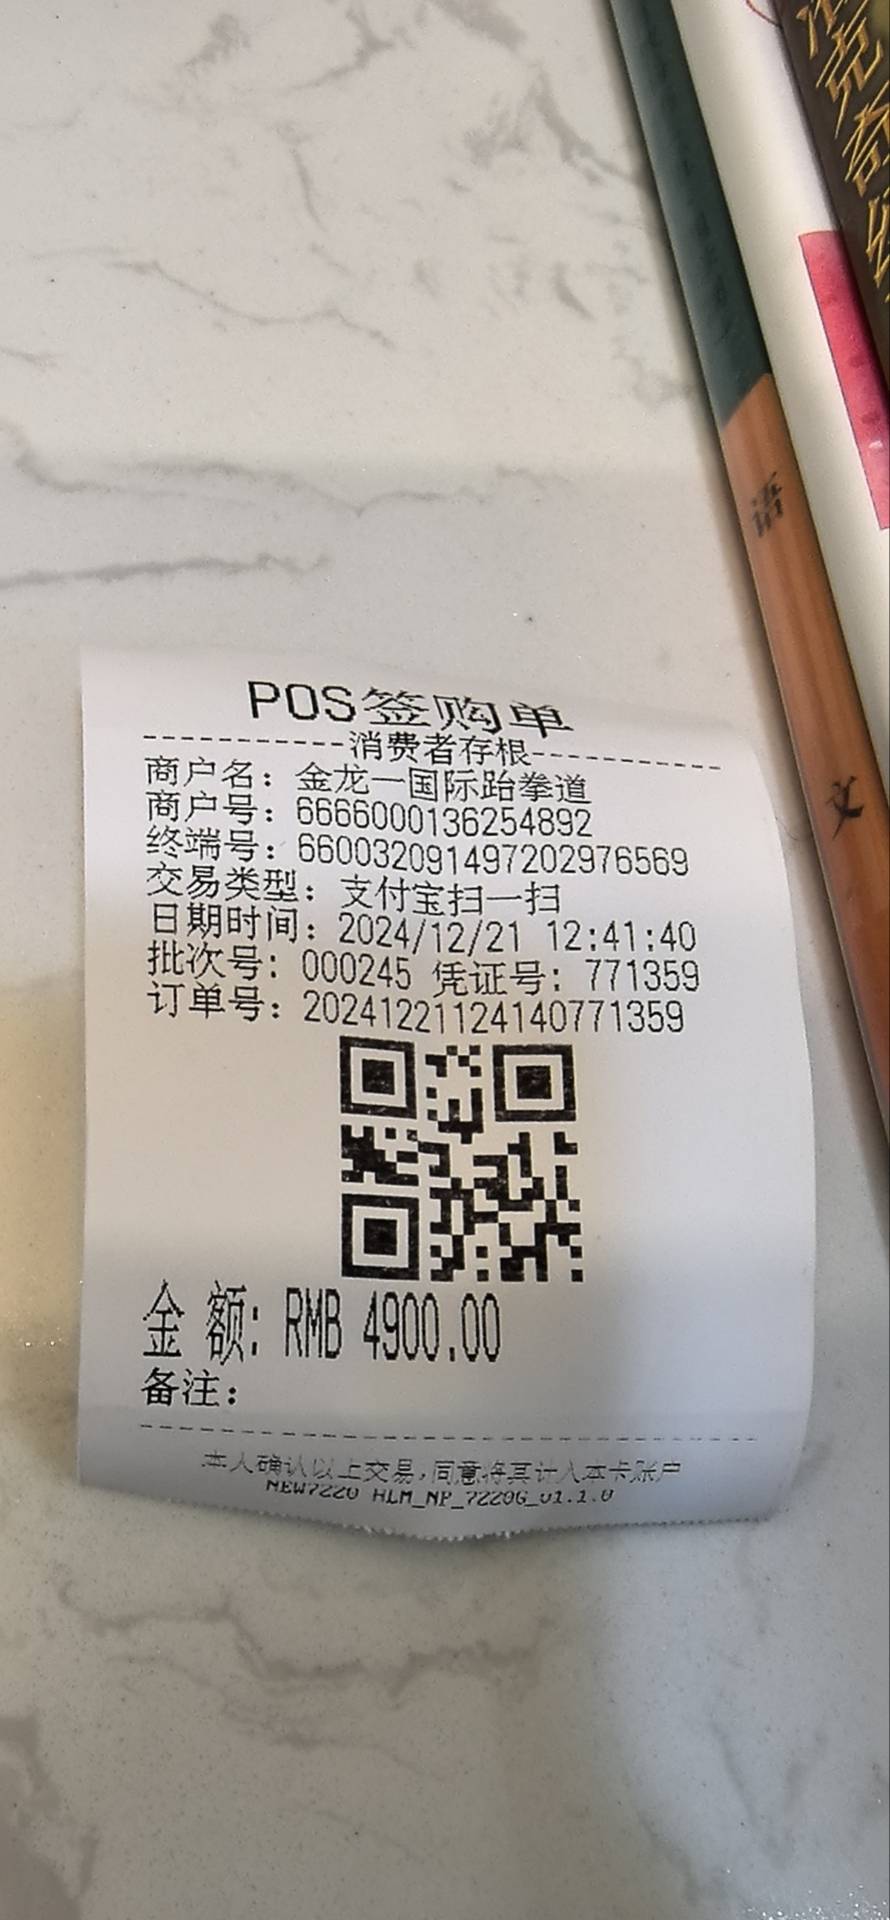 POS签购单
-----------消费者存根-----------
商户名：金龙一国际跆拳道
商户号：6666000136254892
终端号：660032091497202976569
交易类型：支付宝扫一扫
日期时间：2024/12/21 12:41:40
批次号：000245 凭证号：771359
订单号：20241221124140771359
金 额：RMB 4900.00
备注：
本人确认以上交易,同意将其计入本卡账户
NEW7220 HLM_NP_7220G_01.1.0
语
文